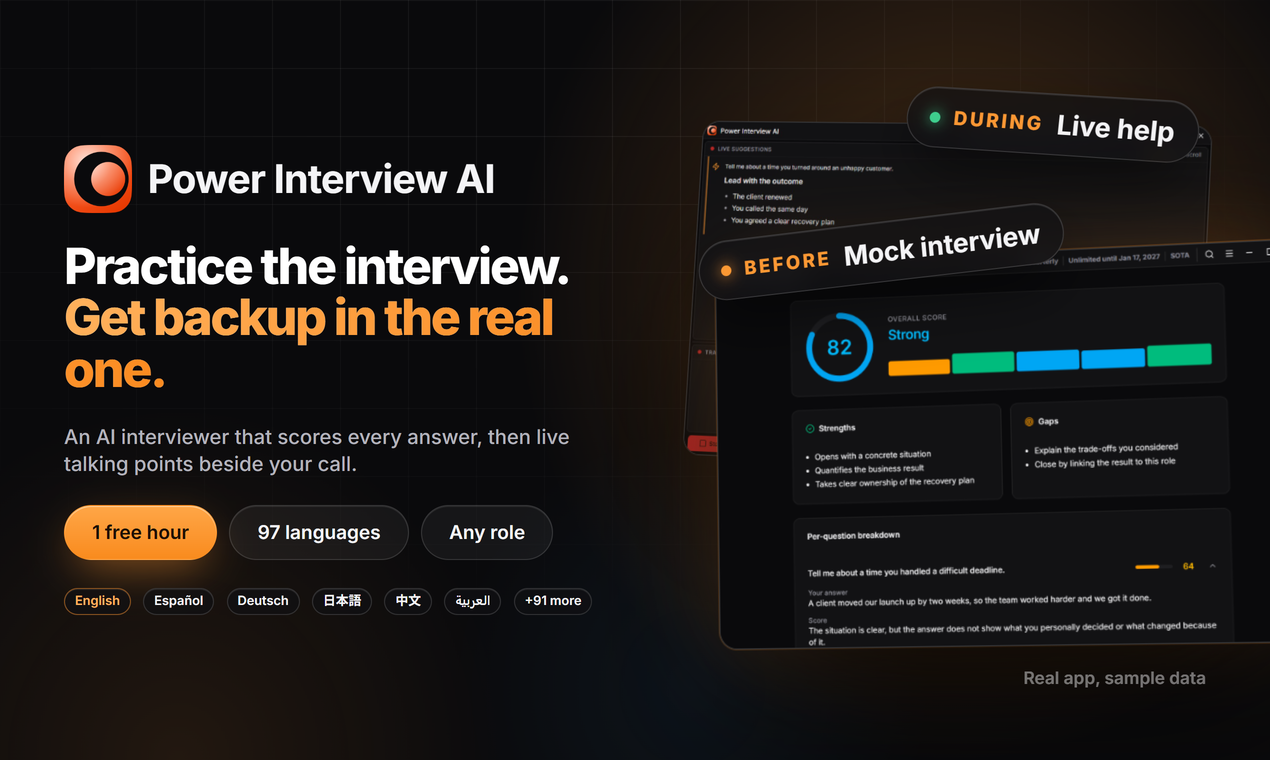 Power Interview AI
Practice the interview.
Get backup in the real
one.
An AI interviewer that scores every answer, then live
talking points beside your call.
1 free hour
97 languages
Any role
English
Español
Deutsch
日本語
中文
العربية
+91 more
DURING Live help
Power Interview AI
LIVE SUGGESTIONS
Tell me about a time you turned around an unhappy customer.
Lead with the outcome
• The client renewed
• You called the same day
• You agreed a clear recovery plan
BEFORE Mock interview
Unlimited until Jan 17, 2027
SOTA
82
OVERALL SCORE
Strong
Strengths
• Opens with a concrete situation
• Quantifies the business result
• Takes clear ownership of the recovery plan
Gaps
• Explain the trade-offs you considered
• Close by linking the result to this role
Per-question breakdown
Tell me about a time you handled a difficult deadline.
64
Your answer
A client moved our launch up by two weeks, so the team worked harder and we got it done.
Score
The situation is clear, but the answer does not show what you personally decided or what changed because
of it.
Real app, sample data